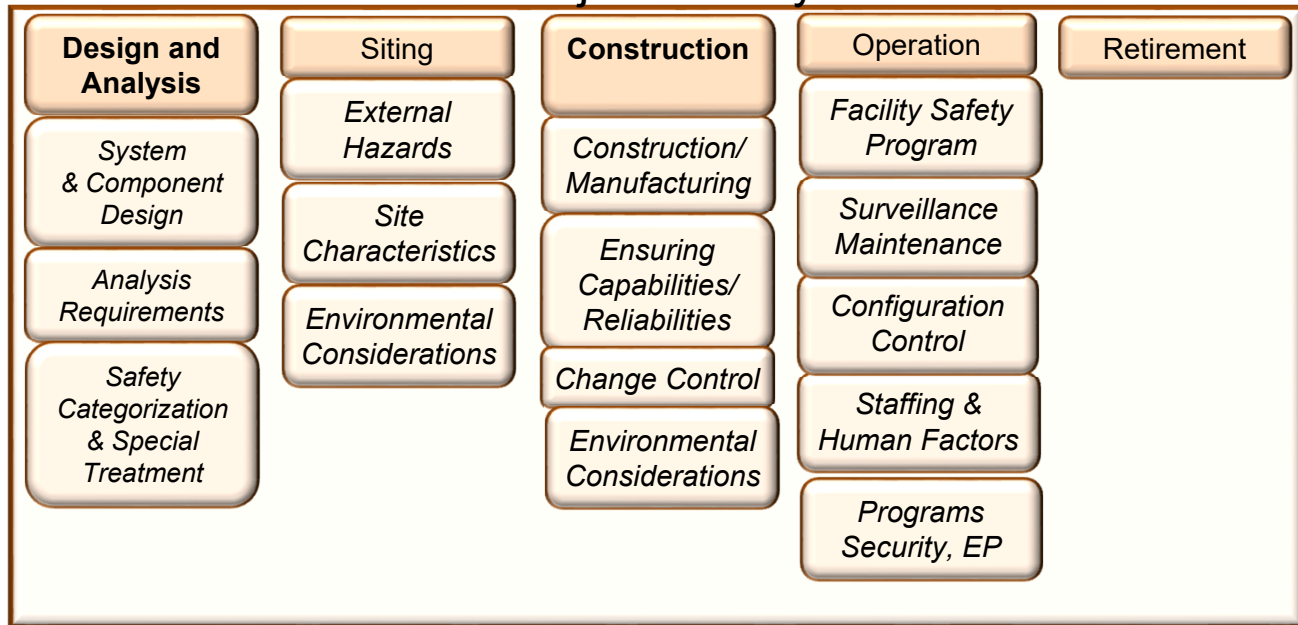 Design and
Analysis
System
& Component
Design
Analysis
Requirements
Safety
Categorization
& Special
Treatment
Siting
External
Hazards
Site
Characteristics
Environmental
Considerations
Construction
Construction/
Manufacturing
Ensuring
Capabilities/
Reliabilities
Change Control
Environmental
Considerations
Operation
Facility Safety
Program
Surveillance
Maintenance
Configuration
Control
Staffing &
Human Factors
Programs
Security, EP
Retirement